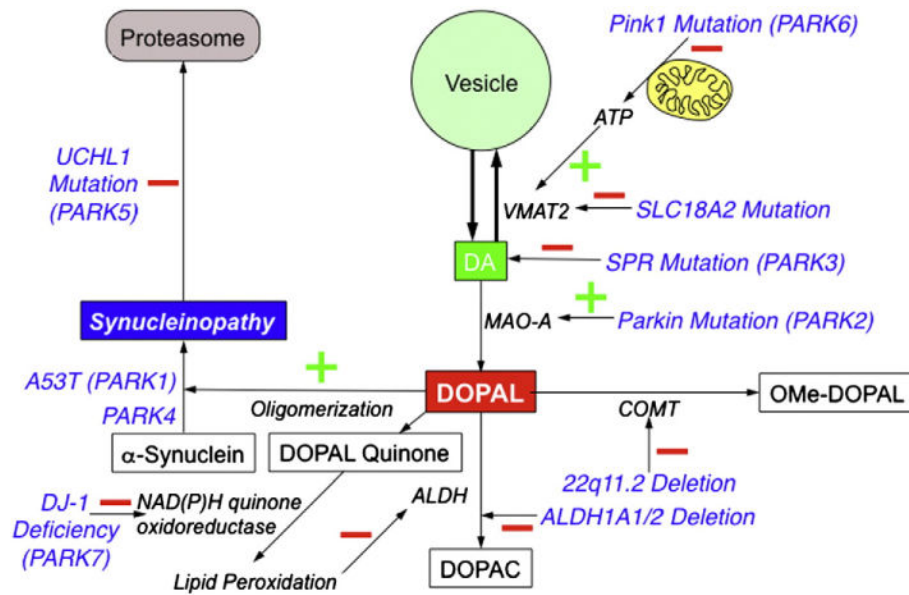 Proteasome
Pink1 Mutation (PARK6)
Vesicle
ATP
UCHL1
Mutation
(PARK5)
VMAT2
SLC18A2 Mutation
DA
SPR Mutation (PARK3)
Synucleinopathy
MAO-A
Parkin Mutation (PARK2)
A53T (PARK1)
PARK4
Oligomerization
DOPAL
COMT
OMe-DOPAL
α-Synuclein
DOPAL Quinone
22q11.2 Deletion
DJ-1
Deficiency
(PARK7)
NAD(P)H quinone
oxidoreductase
ALDH
ALDH1A1/2 Deletion
Lipid Peroxidation
DOPAC